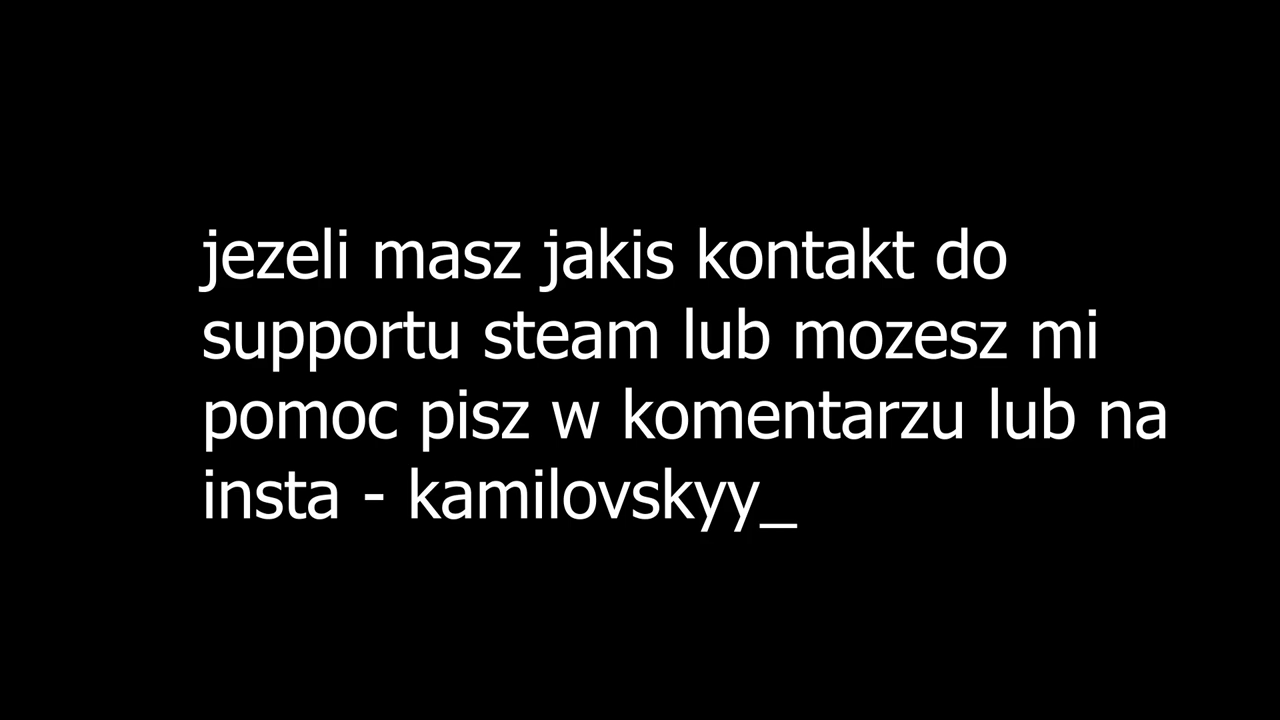 jezeli masz jakis kontakt do
supportu steam lub mozesz mi
pomoc pisz w komentarzu lub na
insta - kamilovskyy_